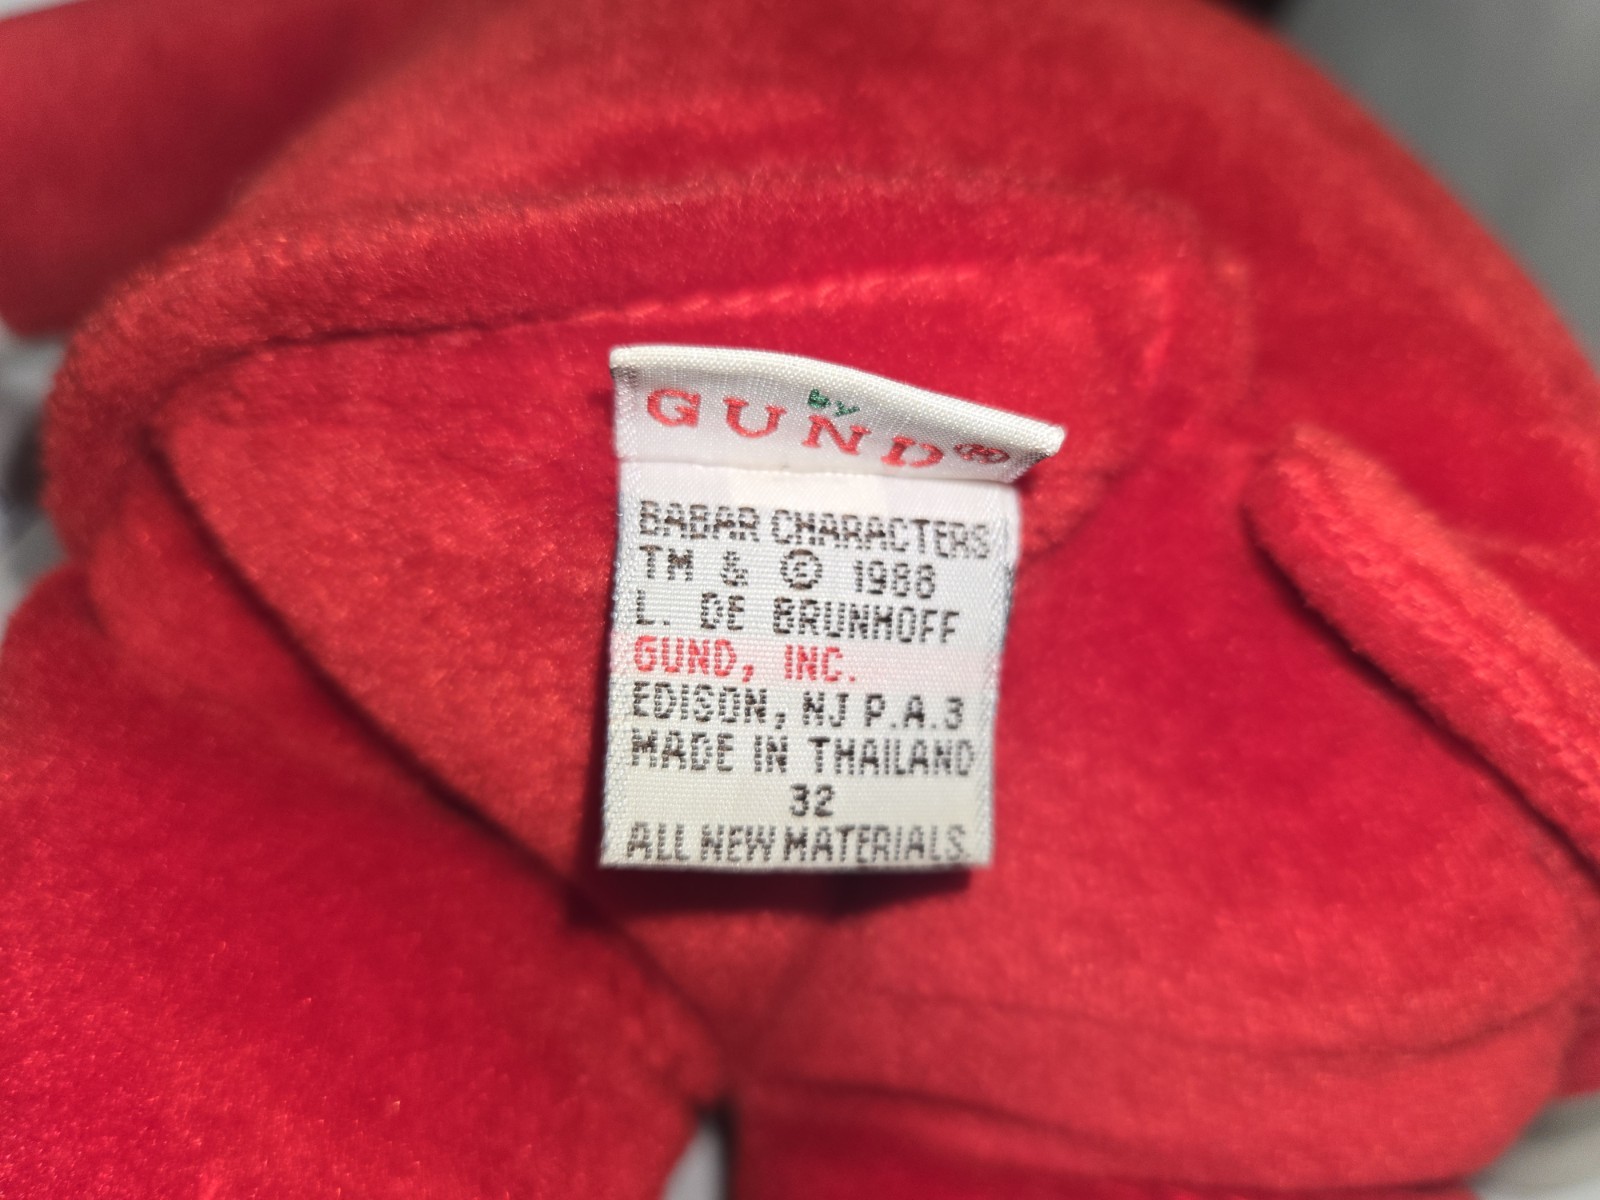 by
GUND®
BABAR CHARACTERS
TM & © 1988
L. DE BRUNHOFF
GUND, INC.
EDISON, NJ P.A.3
MADE IN THAILAND
32
ALL NEW MATERIALS.